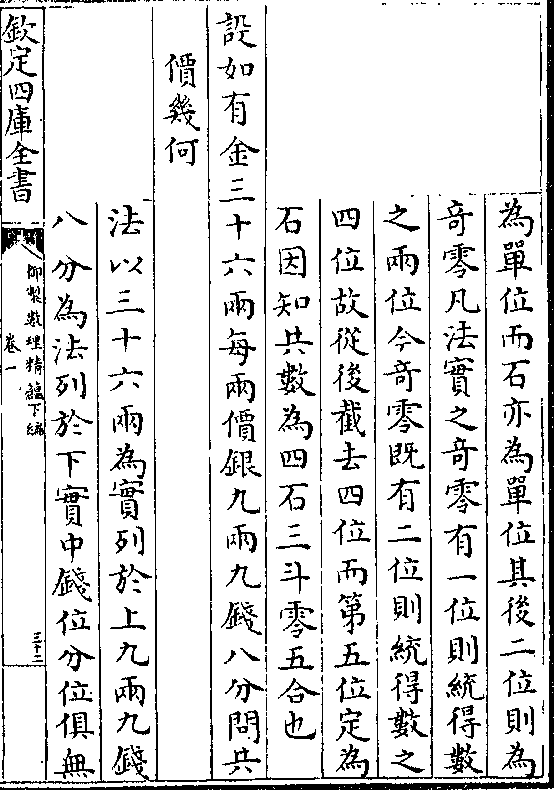 為單位而石亦為單位其後二位則為
竒零凡法實之竒零有一位則統得數
之兩位今竒零既有二位則統得數之
四位故從後截去四位而第五位定為
石因知共數為四石三斗零五合也
設如有金三十六兩每兩價銀九兩九錢八分問共
價幾何
法以三十六兩為實列於上九兩九錢
八分為法列於下實中錢位分位俱無
欽定四庫全書
御製數理精藴下編
卷一
三十二